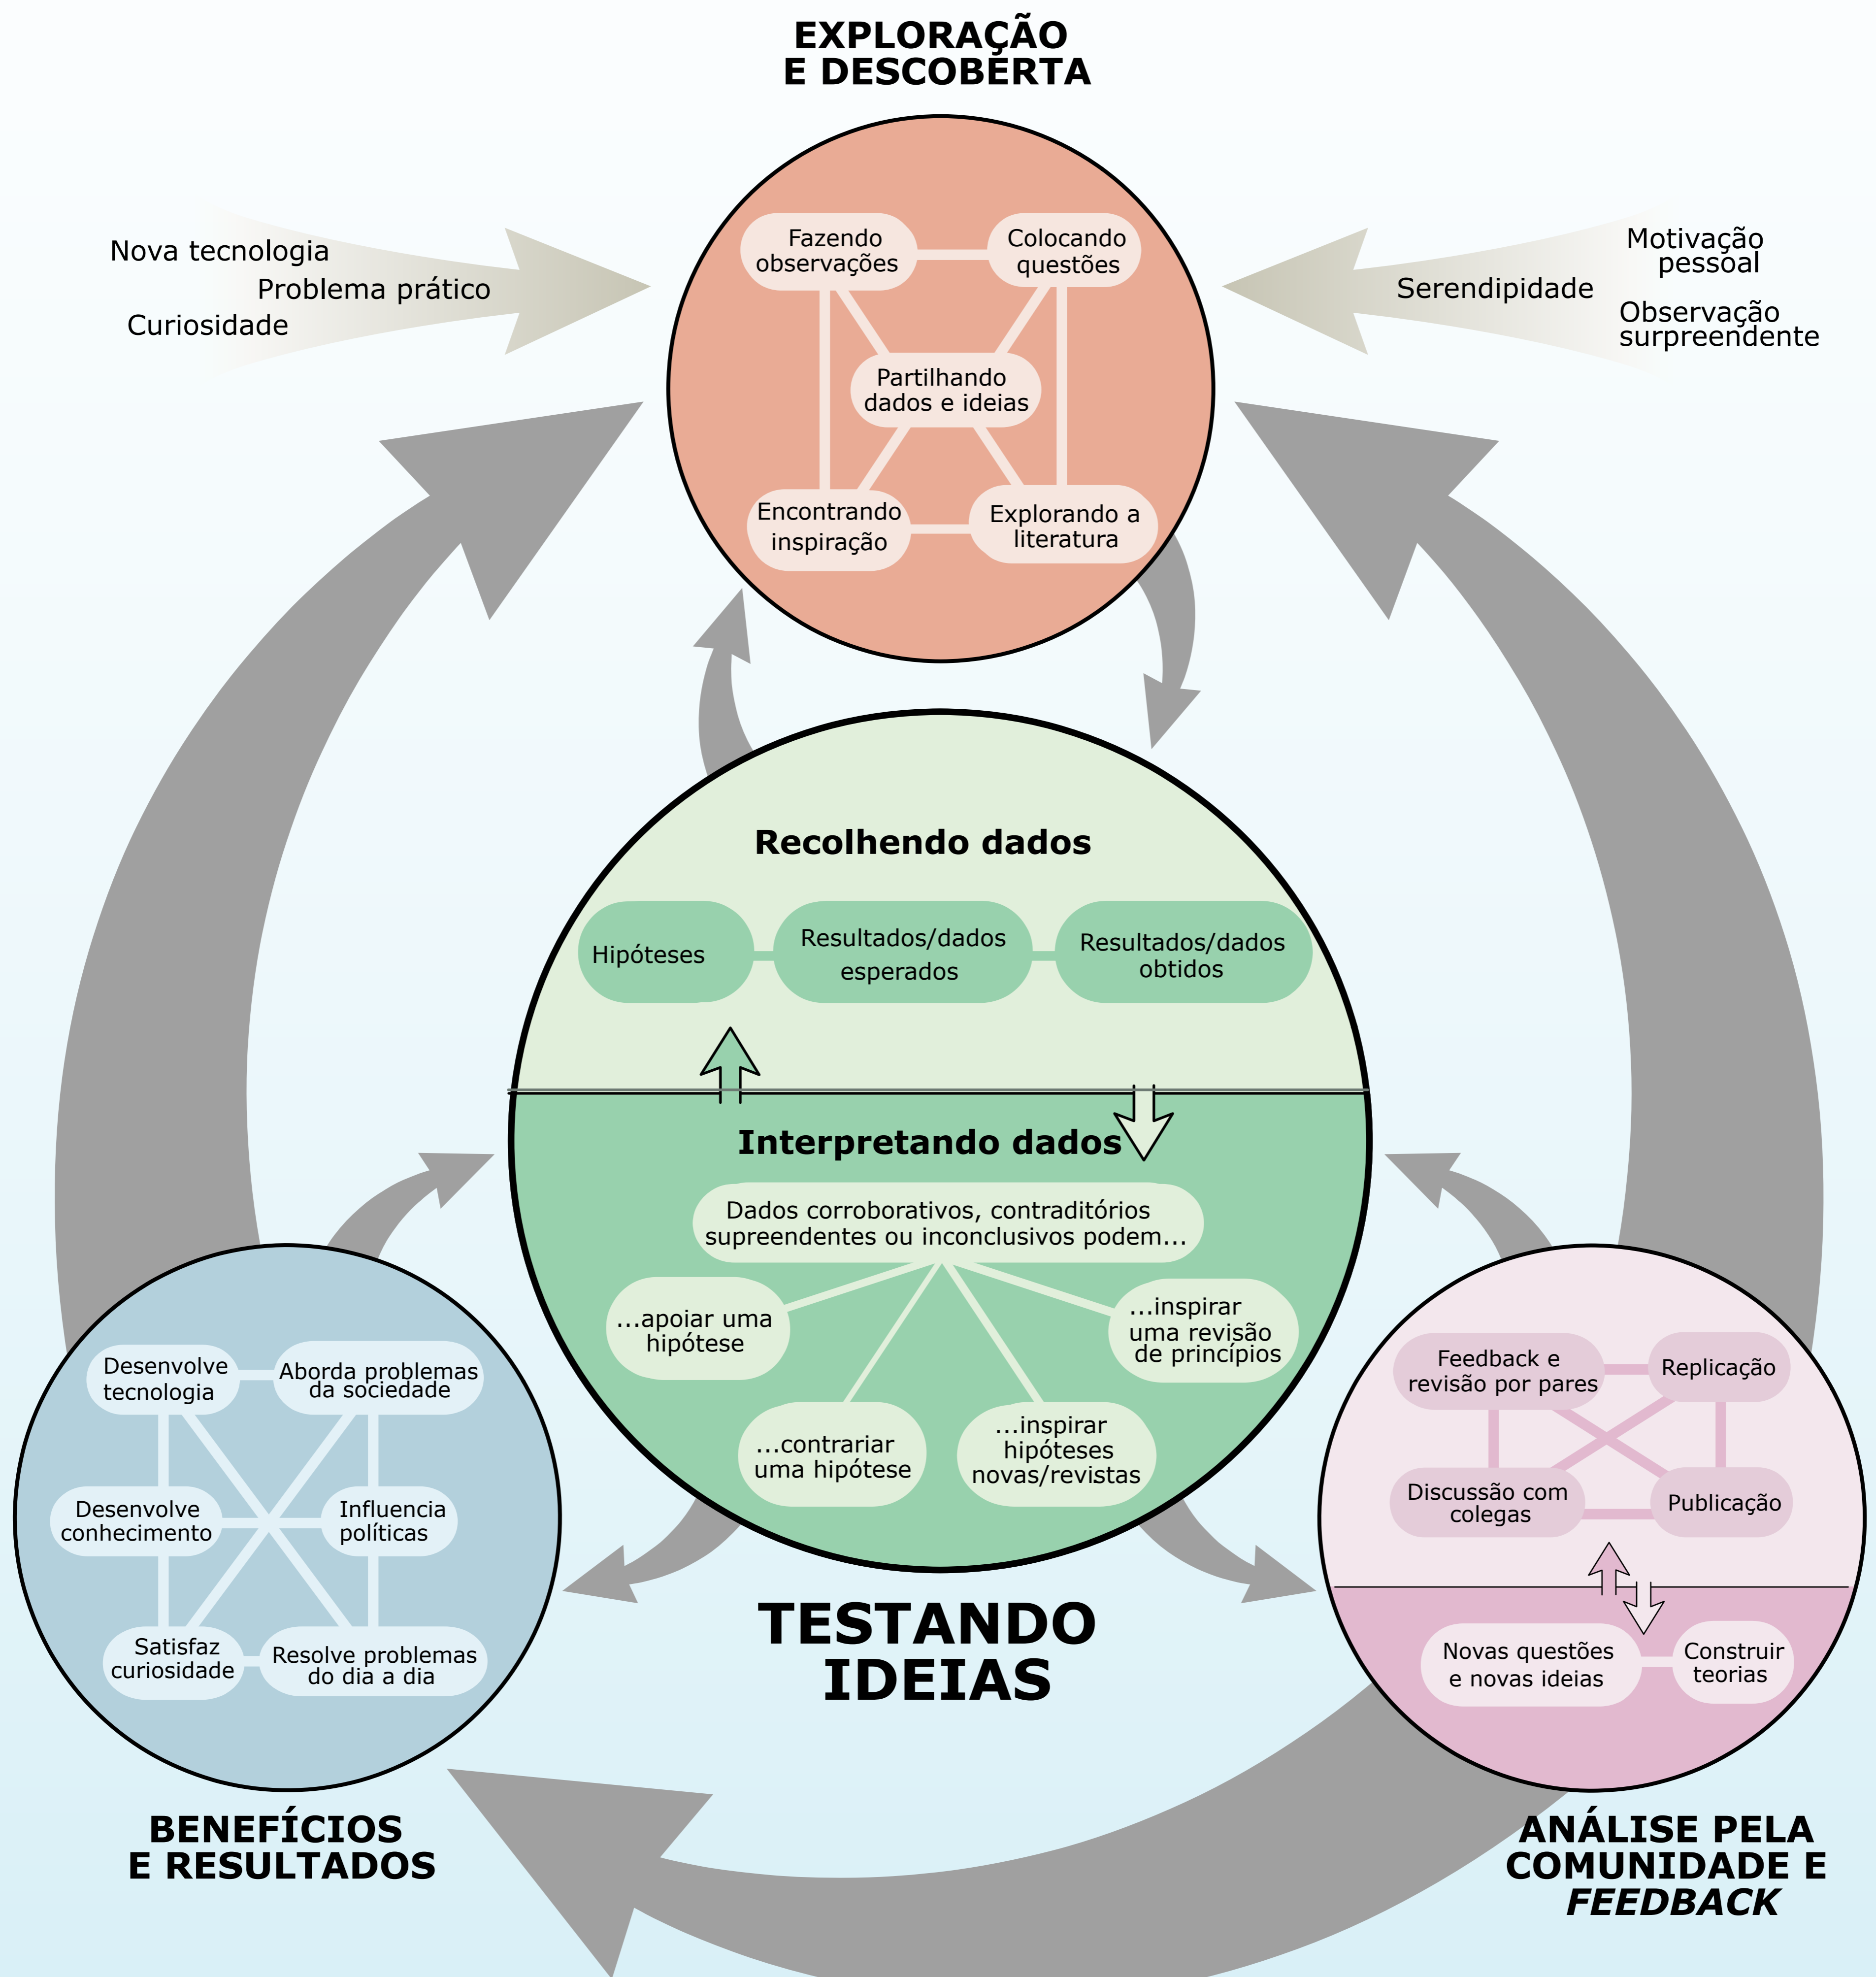 EXPLORAÇÃO
E DESCOBERTA
Nova tecnologia
Problema prático
Curiosidade
Motivação
pessoal
Serendipidade
Observação
surpreendente
Fazendo
observações
Colocando
questões
Partilhando
dados e ideias
Encontrando
inspiração
Explorando a
literatura
Recolhendo dados
Hipóteses
Resultados/dados
esperados
Resultados/dados
obtidos
Interpretando dados
Dados corroborativos, contraditórios
supreendentes ou inconclusivos podem...
...apoiar uma
hipótese
...contrariar
uma hipótese
...inspirar
hipóteses
novas/revistas
...inspirar
uma revisão
de princípios
TESTANDO
IDEIAS
Desenvolve
tecnologia
Aborda problemas
da sociedade
Desenvolve
conhecimento
Influencia
políticas
Satisfaz
curiosidade
Resolve problemas
do dia a dia
BENEFÍCIOS
E RESULTADOS
Feedback e
revisão por pares
Replicação
Discussão com
colegas
Publicação
Novas questões
e novas ideias
Construir
teorias
ANÁLISE PELA
COMUNIDADE E
FEEDBACK